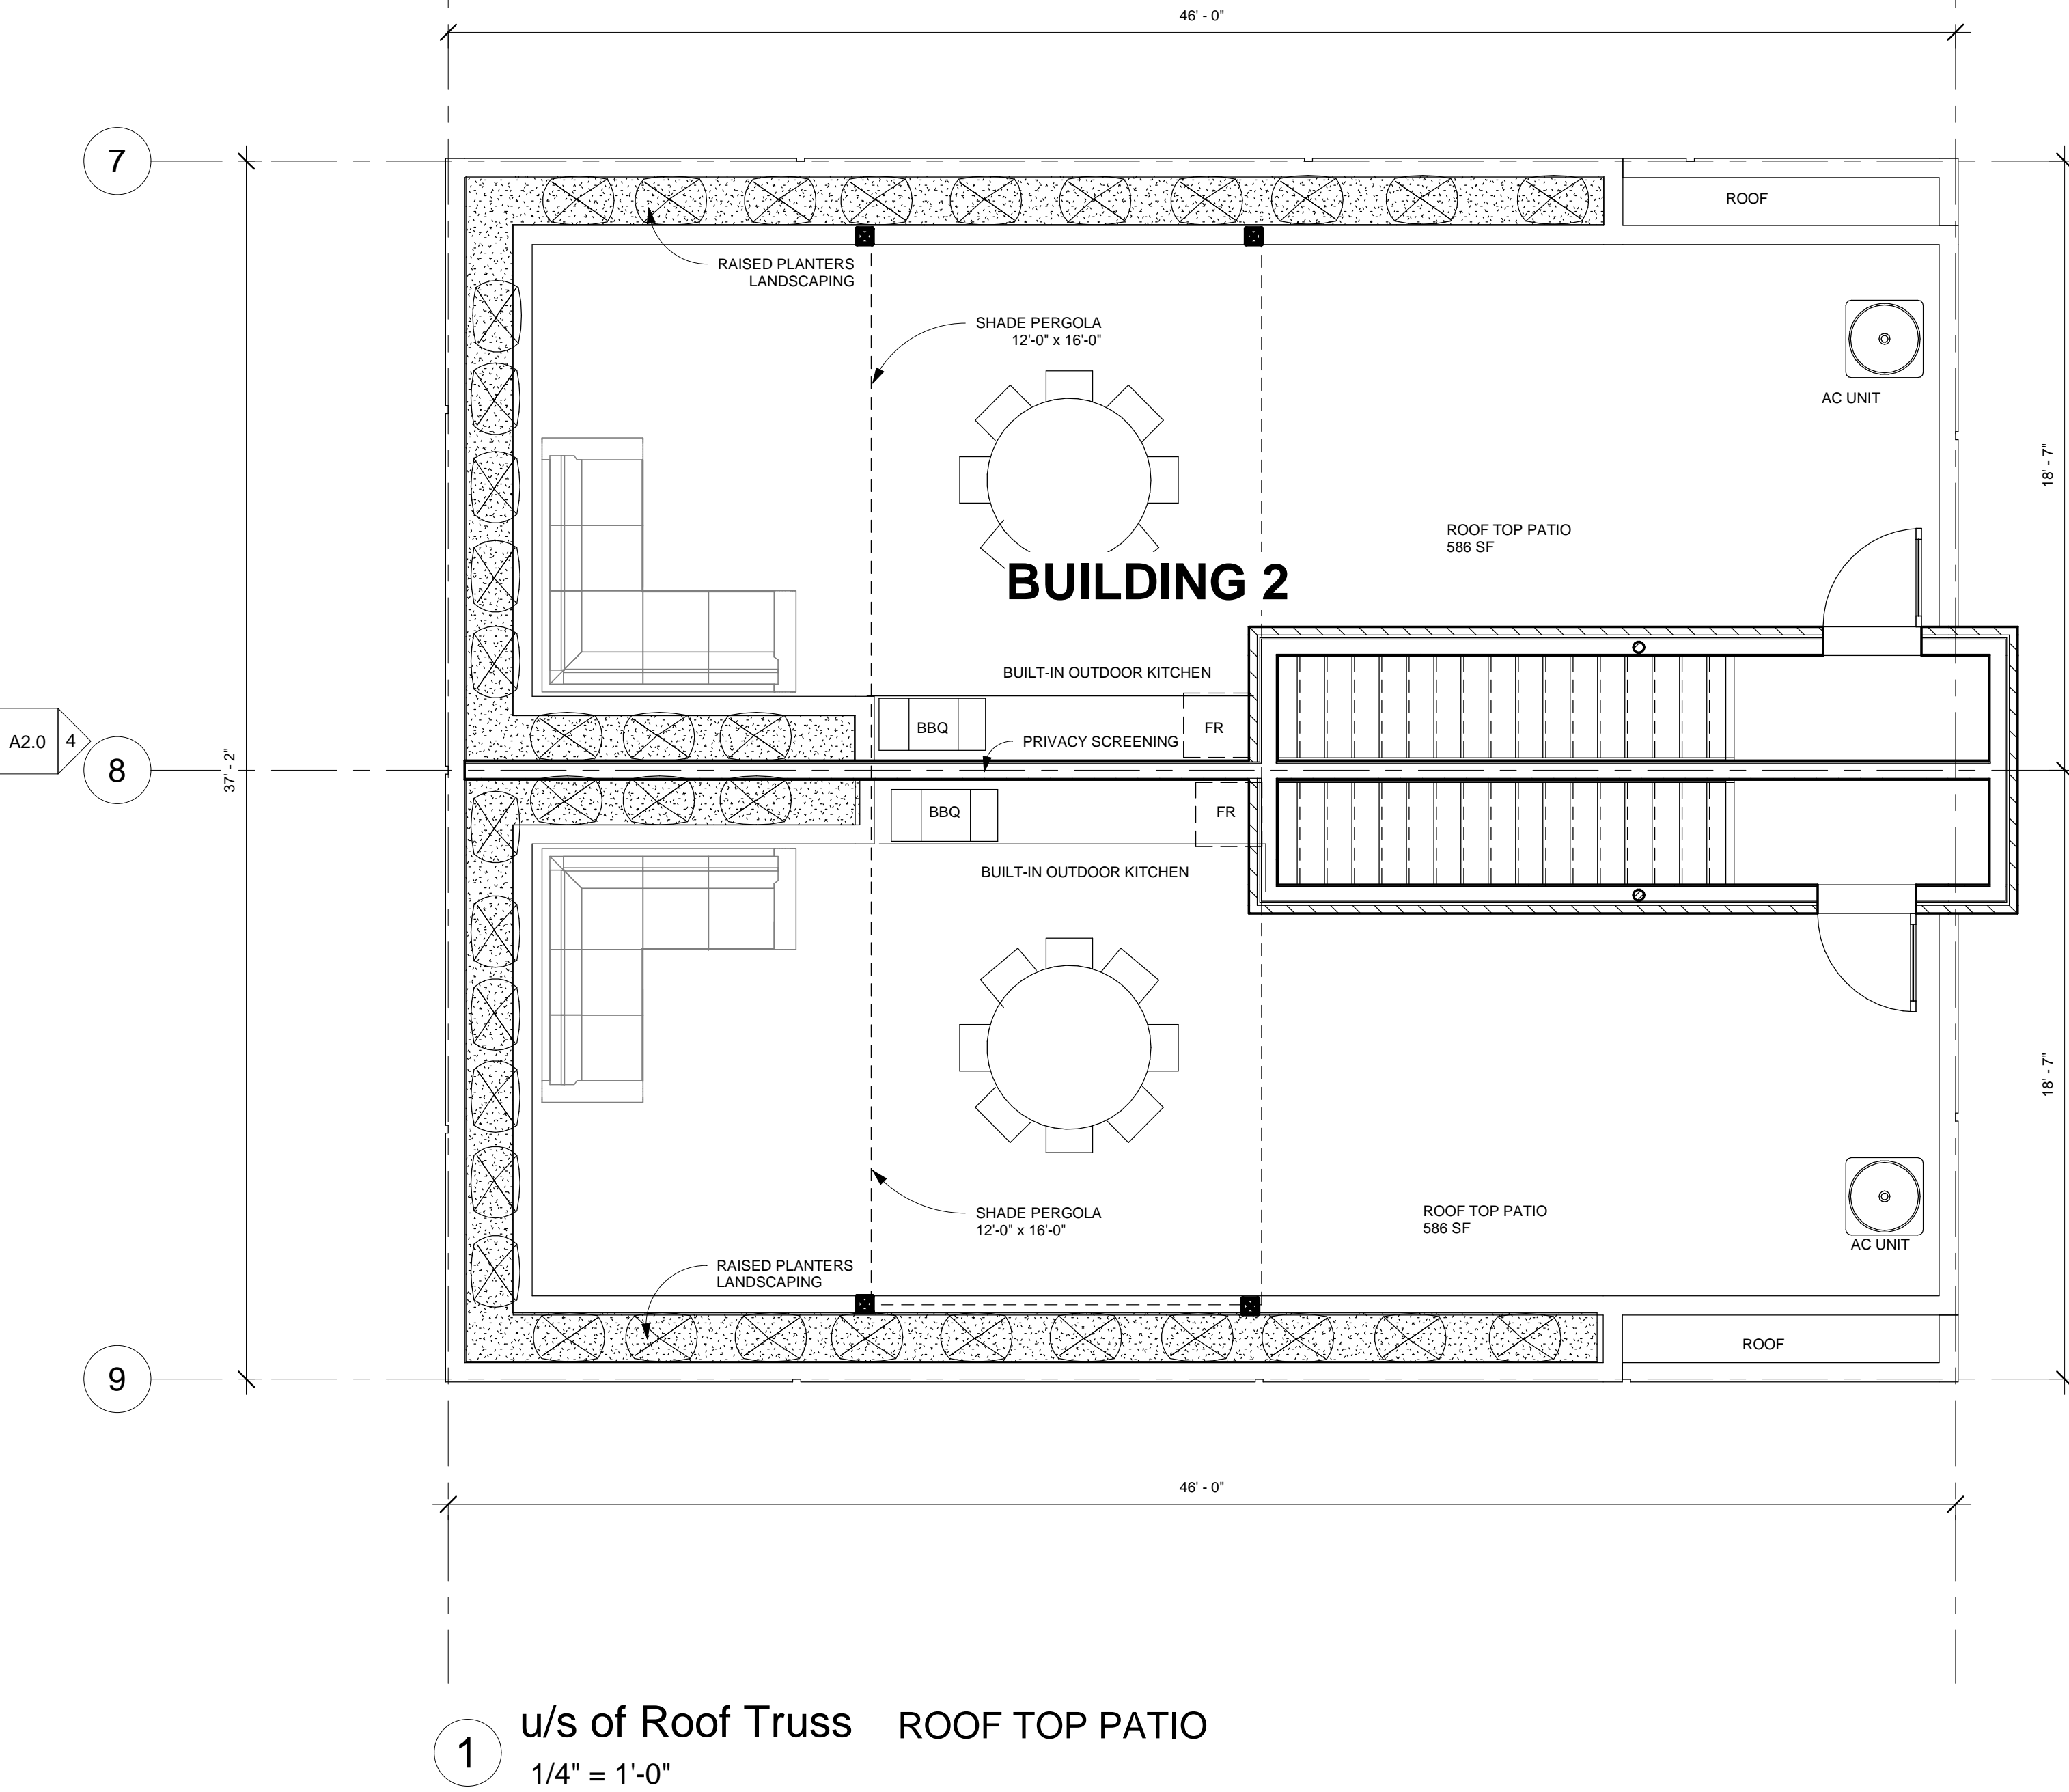 46' - 0"
7
ROOF
RAISED PLANTERS
LANDSCAPING
SHADE PERGOLA
12'-0" x 16'-0"
AC UNIT
18' - 7"
ROOF TOP PATIO
586 SF
BUILDING 2
BUILT-IN OUTDOOR KITCHEN
BBQ
FR
PRIVACY SCREENING
A2.0
4
8
37' - 2"
BBQ
FR
BUILT-IN OUTDOOR KITCHEN
18' - 7"
SHADE PERGOLA
12'-0" x 16'-0"
ROOF TOP PATIO
586 SF
AC UNIT
RAISED PLANTERS
LANDSCAPING
ROOF
9
46' - 0"
1
u/s of Roof Truss
ROOF TOP PATIO
1/4" = 1'-0"